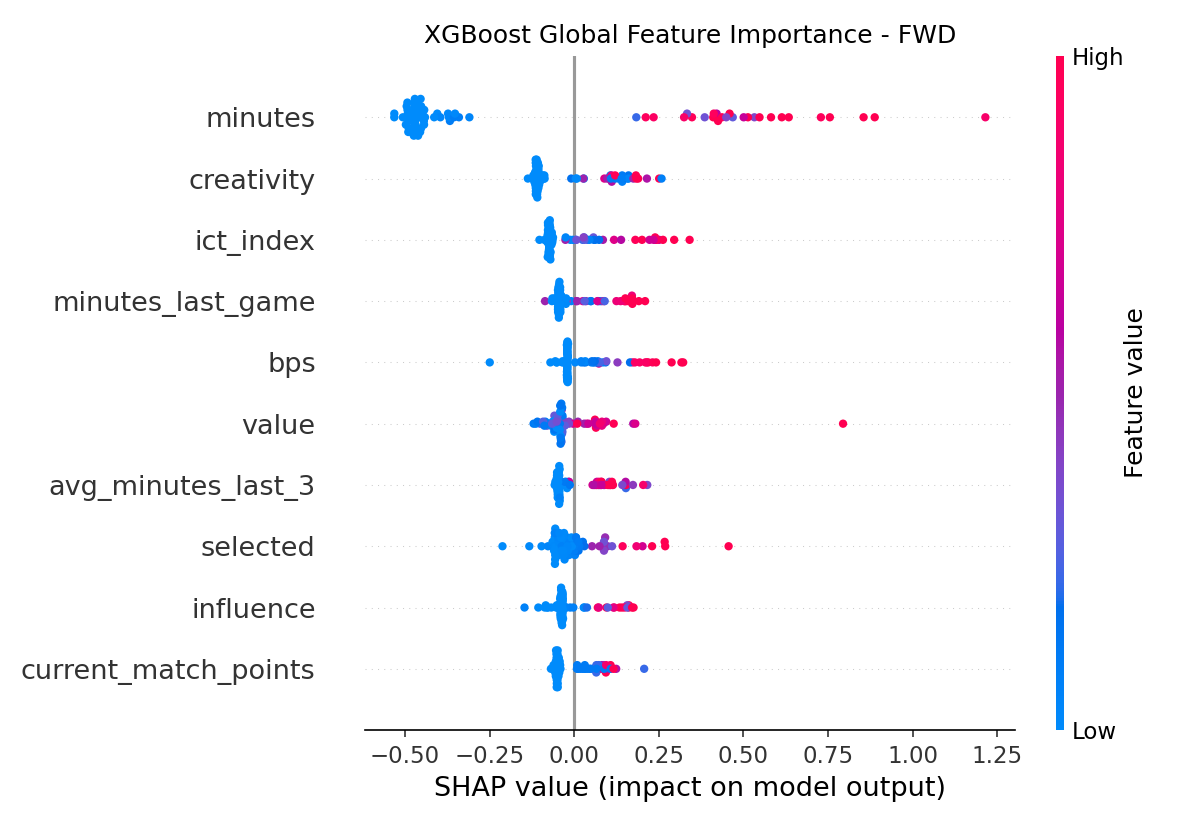 XGBoost Global Feature Importance - FWD
High
minutes
creativity
ict_index
minutes_last_game
bps
value
avg_minutes_last_3
selected
influence
current_match_points
Feature value
Low
−0.50 −0.25 0.00 0.25 0.50 0.75 1.00 1.25
SHAP value (impact on model output)